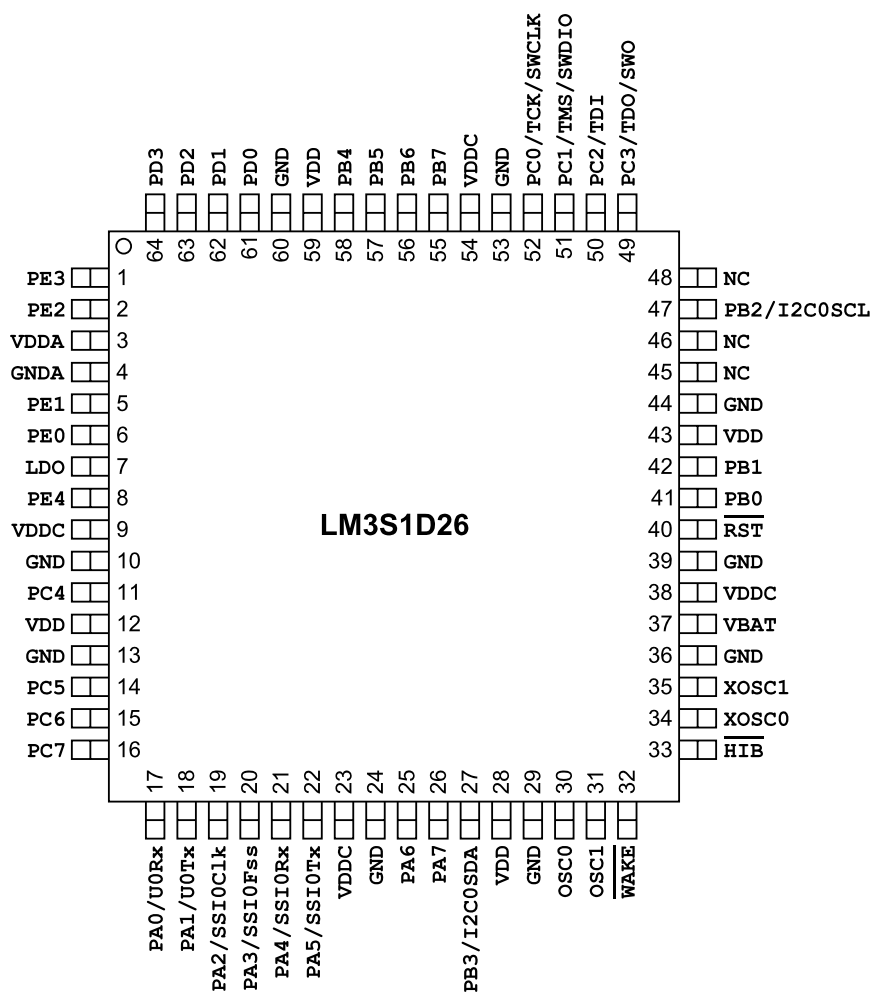 PD3
PD2
PD1
PD0
GND
VDD
PB4
PB5
PB6
PB7
VDDC
GND
PC0/TCK/SWCLK
PC1/TMS/SWDIO
PC2/TDI
PC3/TDO/SWO
64
63
62
61
60
59
58
57
56
55
54
53
52
51
50
49
PE3 1
PE2 2
VDDA 3
GNDA 4
PE1 5
PE0 6
LDO 7
PE4 8
VDDC 9
GND 10
PC4 11
VDD 12
GND 13
PC5 14
PC6 15
PC7 16
LM3S1D26
48 NC
47 PB2/I2C0SCL
46 NC
45 NC
44 GND
43 VDD
42 PB1
41 PB0
40 RST
39 GND
38 VDDC
37 VBAT
36 GND
35 XOSC1
34 XOSC0
33 HIB
17
18
19
20
21
22
23
24
25
26
27
28
29
30
31
32
PA0/U0Rx
PA1/U0Tx
PA2/SSI0Clk
PA3/SSI0Fss
PA4/SSI0Rx
PA5/SSI0Tx
VDDC
GND
PA6
PA7
PB3/I2C0SDA
VDD
GND
OSC0
OSC1
WAKE